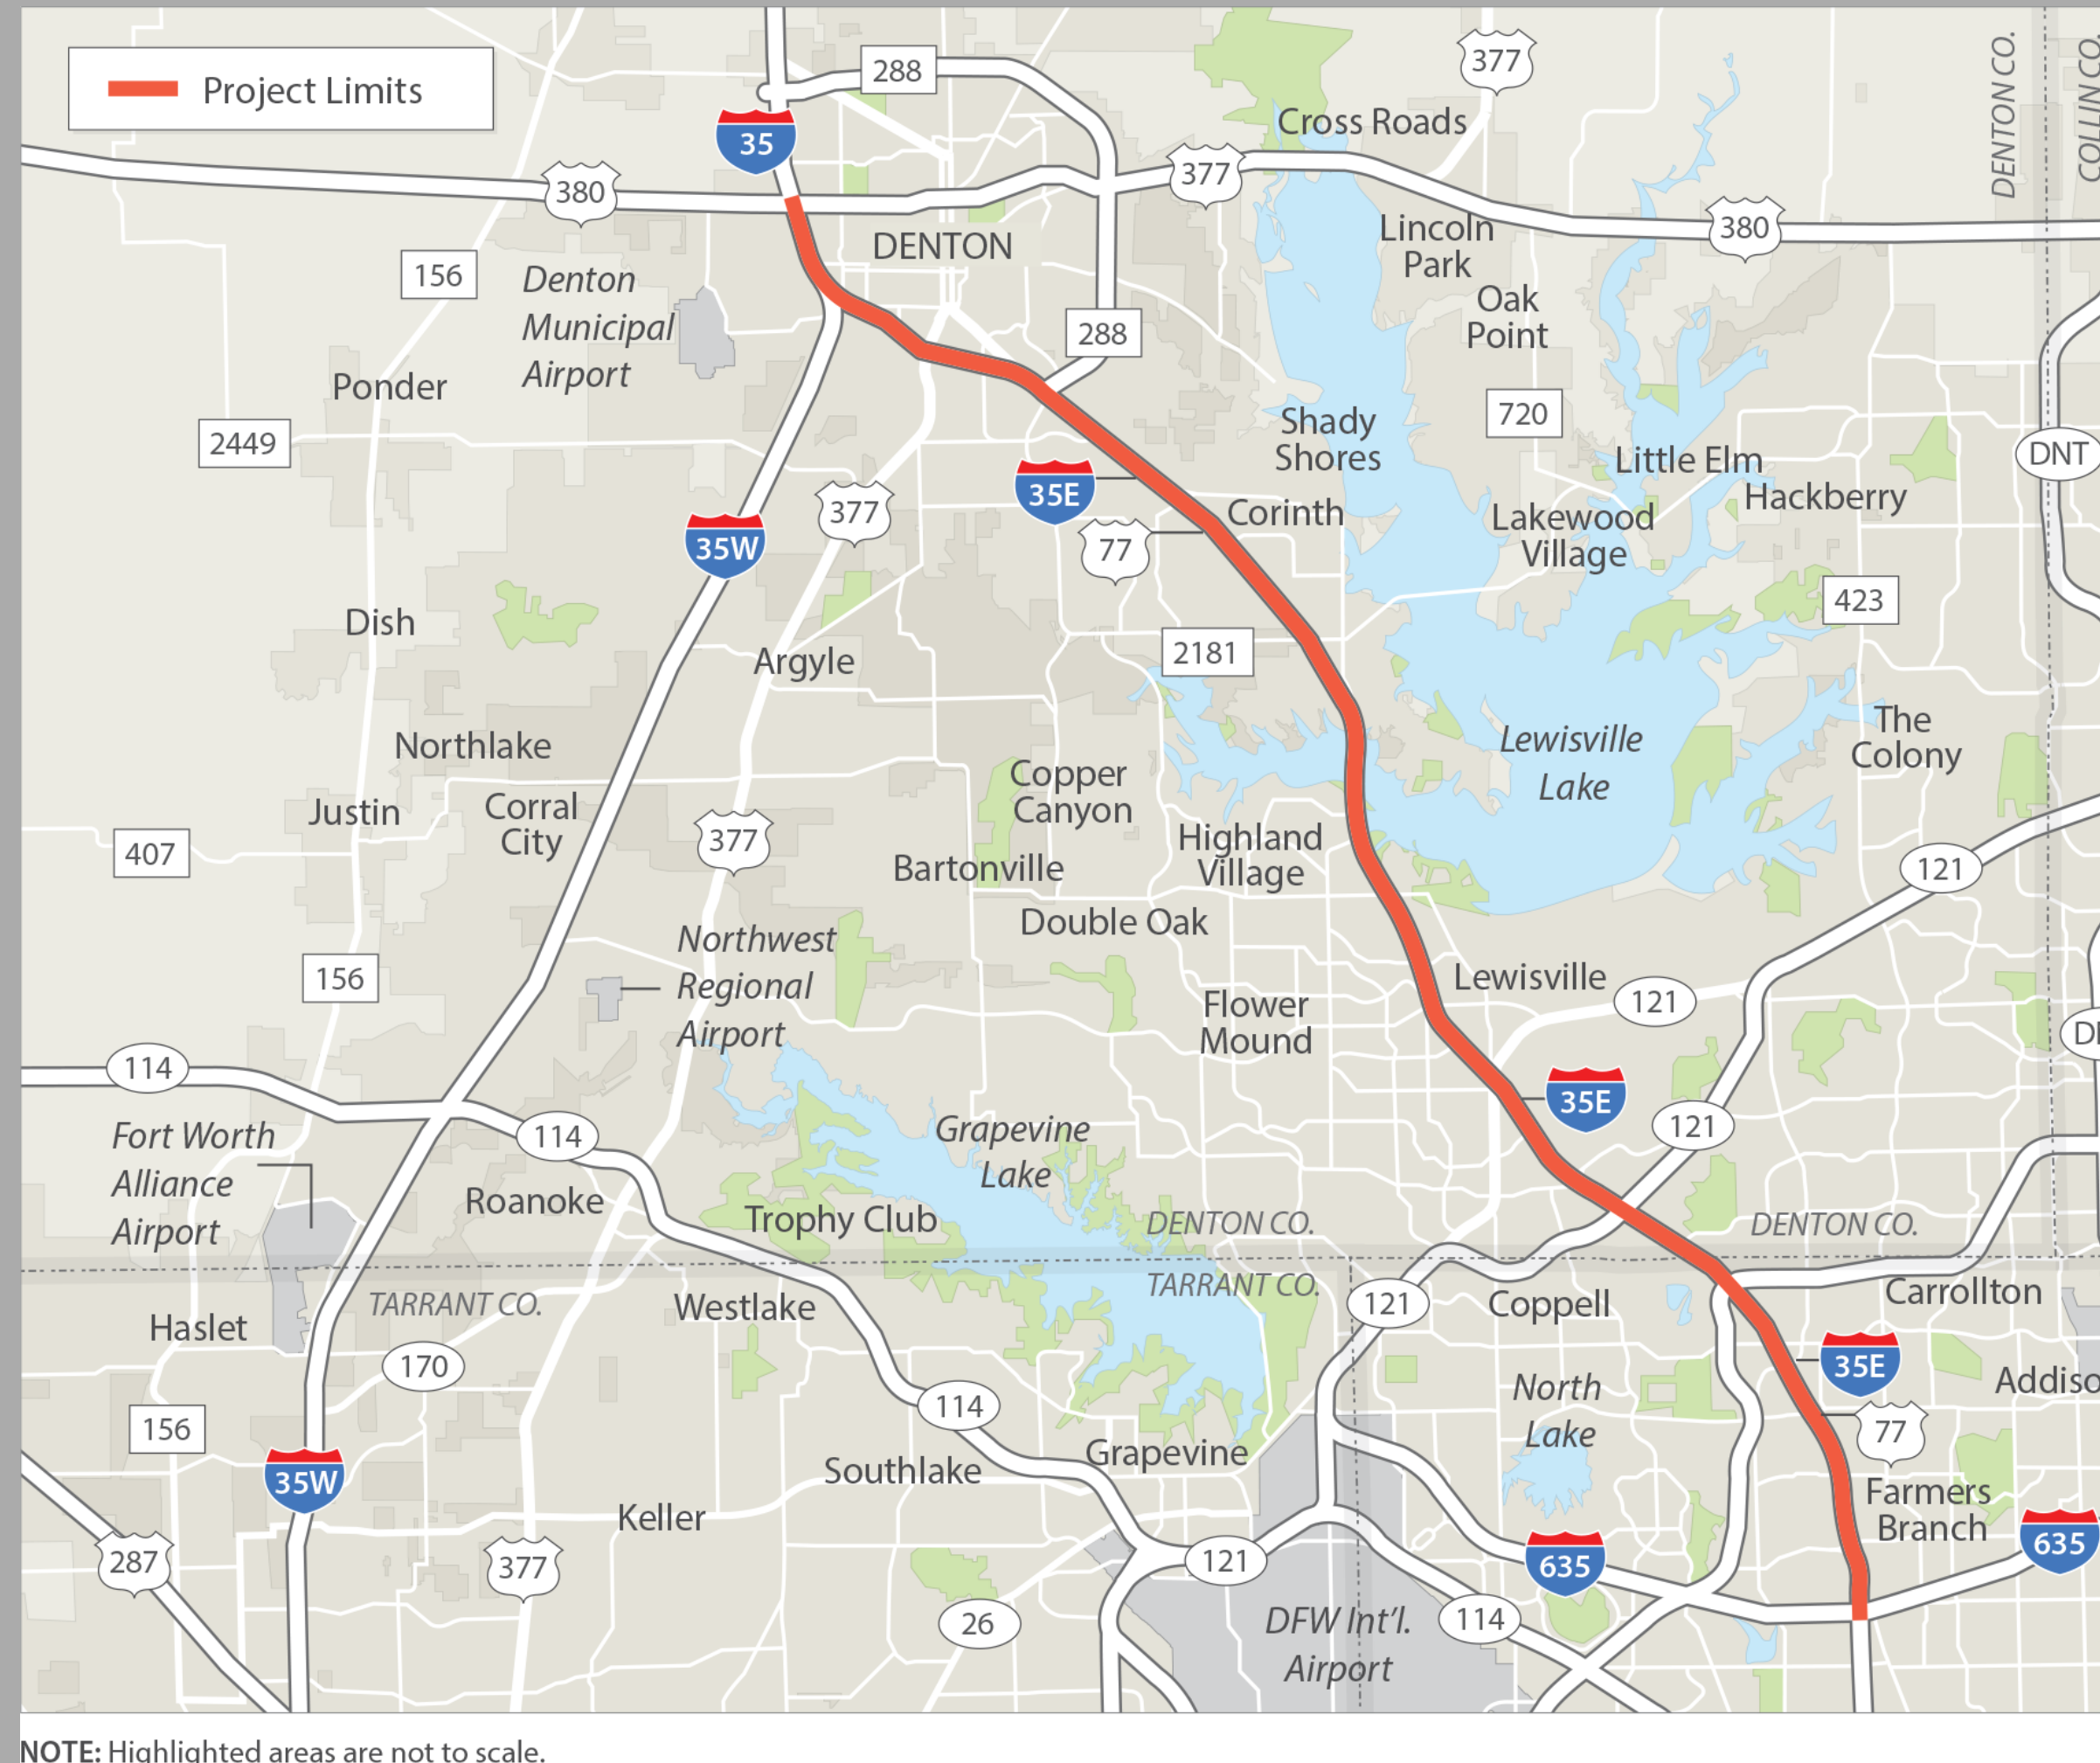 Project Limits
288
377
DENTON CO.
COLLIN CO.
35
Cross Roads
380
377
380
Lincoln
Park
DENTON
156
Denton
Municipal
Airport
Oak
Point
288
Ponder
720
2449
Shady
Shores
DNT
Little Elm
35E
Hackberry
377
Corinth
Lakewood
Village
35W
77
423
Dish
2181
Argyle
The
Colony
Northlake
Lewisville
Lake
Copper
Canyon
Justin
Corral
City
377
Highland
Village
407
Bartonville
121
Double Oak
Northwest
Regional
Airport
156
Lewisville
121
Flower
Mound
114
35E
Fort Worth
Alliance
Airport
114
Grapevine
Lake
121
Roanoke
Trophy Club
DENTON CO.
DENTON CO.
TARRANT CO.
TARRANT CO.
Westlake
121
Coppell
Carrollton
Haslet
170
35E
Addiso
North
Lake
114
156
77
Grapevine
Southlake
35W
Farmers
Branch
Keller
287
377
121
635
635
26
DFW Int'l.
Airport
114
NOTE: Highlighted areas are not to scale.